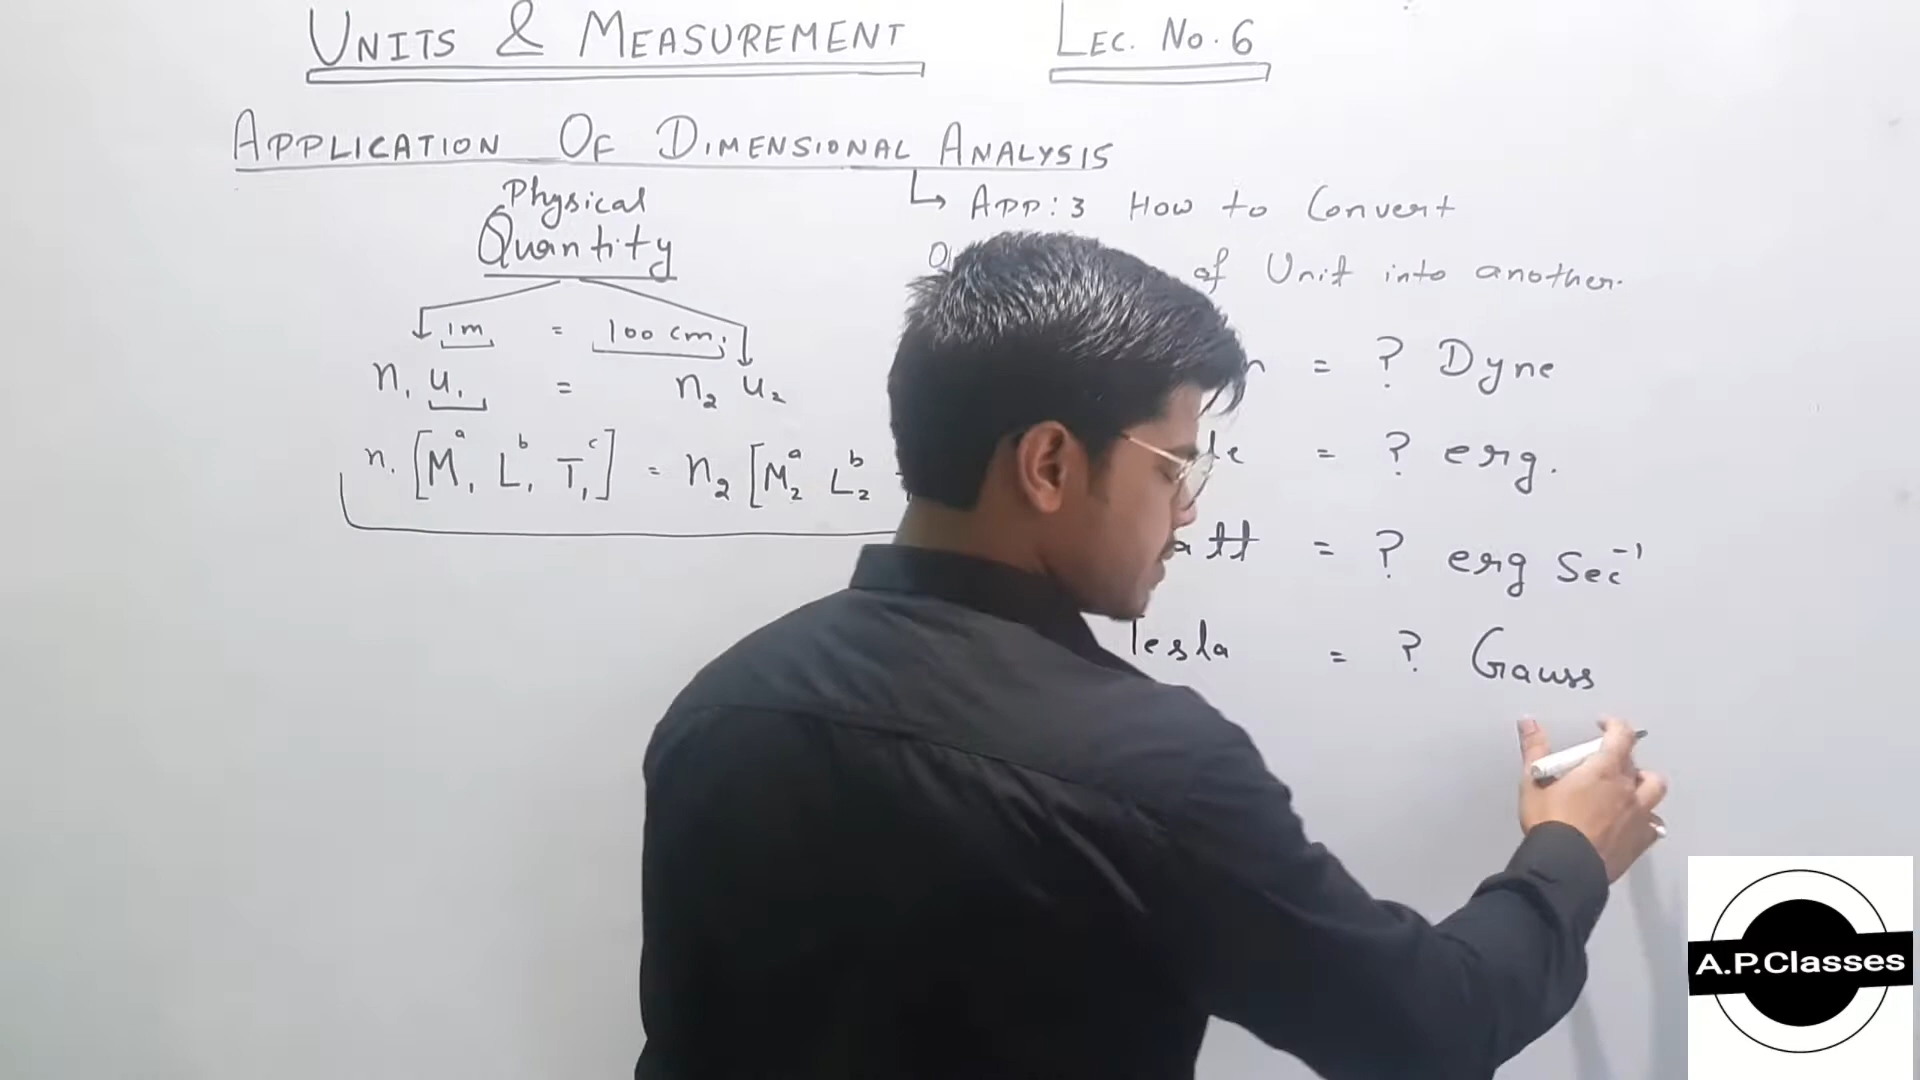 UNITS & MEASUREMENT LEC. NO. 6
APPLICATION OF DIMENSIONAL ANALYSIS
Physical
Quantity
1m = 100 cm.
n₁ u₁ = n₂ u₂
n₁ [M₁ᵃ L₁ᵇ T₁ᶜ] = n₂ [M₂ᵃ L₂ᵇ
↳ APP: 3 HOW to Convert
of Unit into another.
= ? Dyne
= ? erg.
= ? erg Sec⁻¹
Tesla = ? Gauss
A.P.Classes